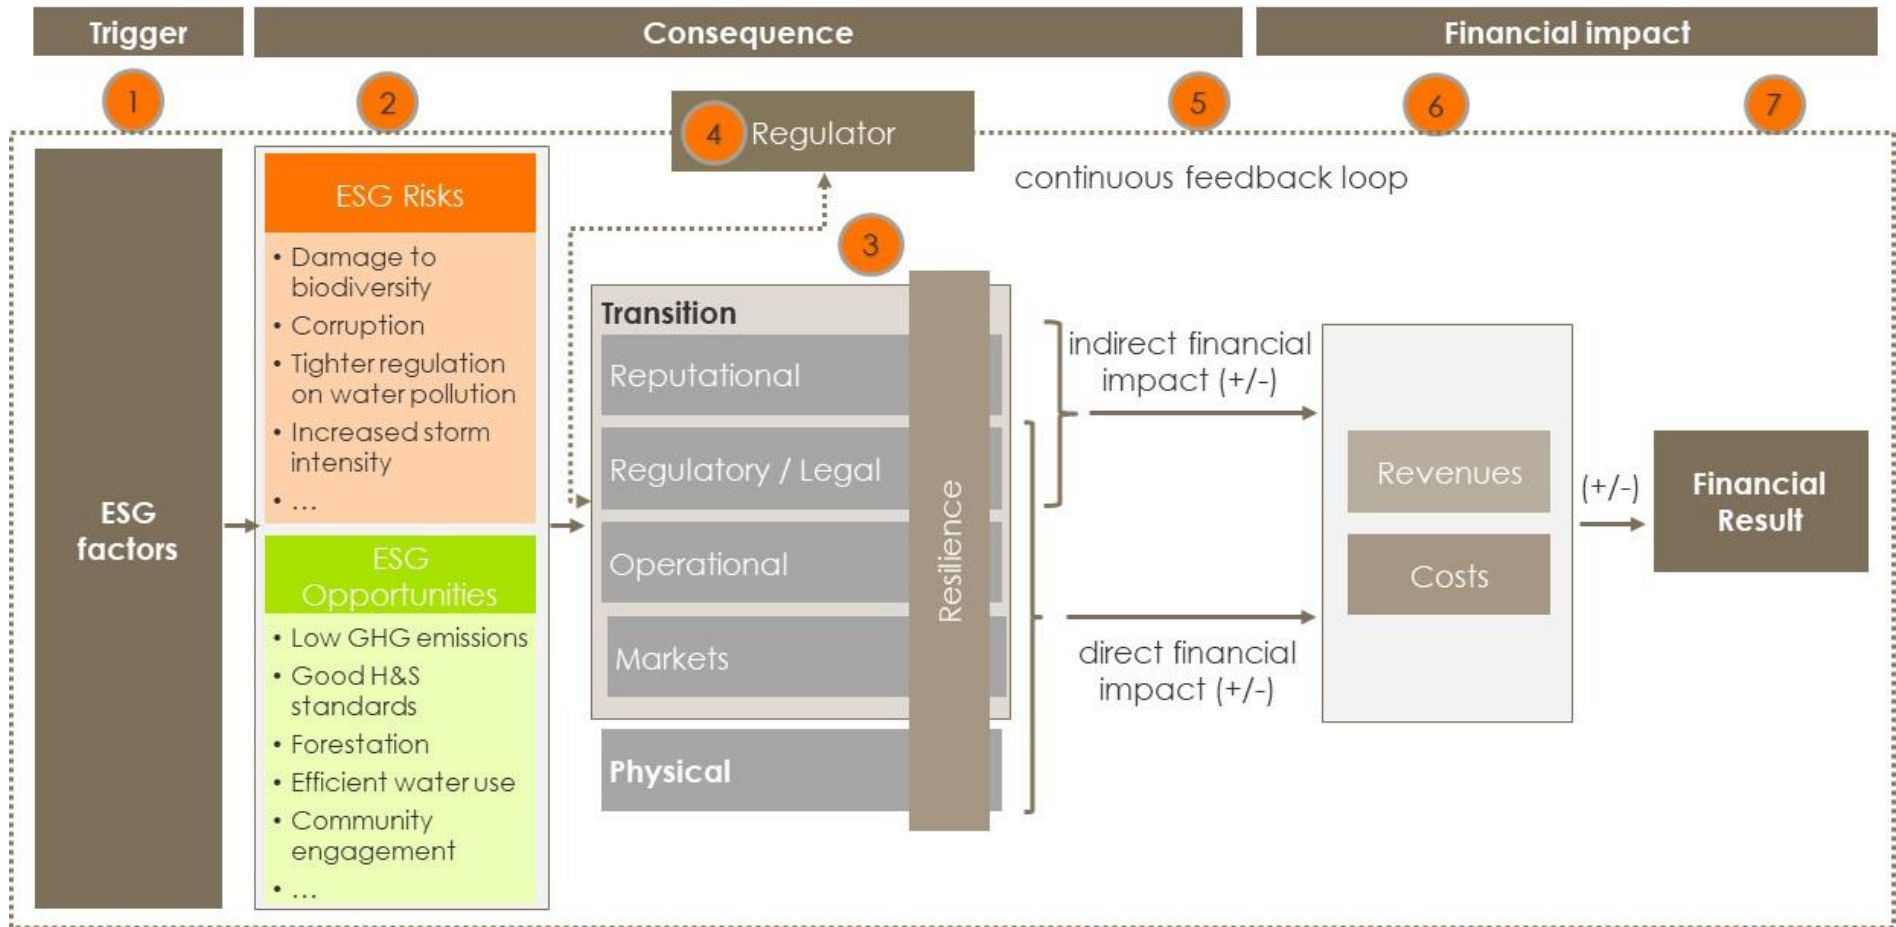 Trigger
Consequence
Financial impact
1
2
5
6
7
4 Regulator
continuous feedback loop
3
ESG
factors
ESG Risks
• Damage to
biodiversity
• Corruption
• Tighter regulation
on water pollution
• Increased storm
intensity
• ...
ESG
Opportunities
• Low GHG emissions
• Good H&S
standards
• Forestation
• Efficient water use
• Community
engagement
• ...
Transition
Reputational
Regulatory / Legal
Operational
Markets
Physical
Resilience
indirect financial
impact (+/-)
direct financial
impact (+/-)
Revenues
Costs
(+/-)
Financial
Result